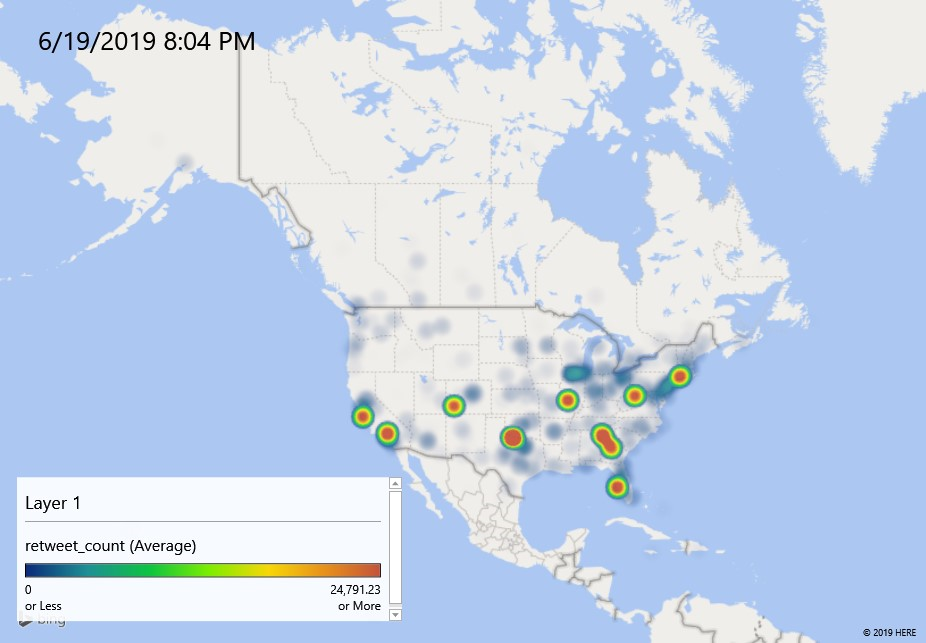 6/19/2019 8:04 PM
Layer 1
retweet_count (Average)
0 24,791.23
or Less or More
bing
© 2019 HERE